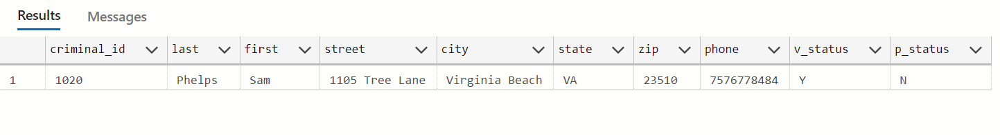 Results Messages
criminal_id last first street city state zip phone v_status p_status
1 1020 Phelps Sam 1105 Tree Lane Virginia Beach VA 23510 7576778484 Y N